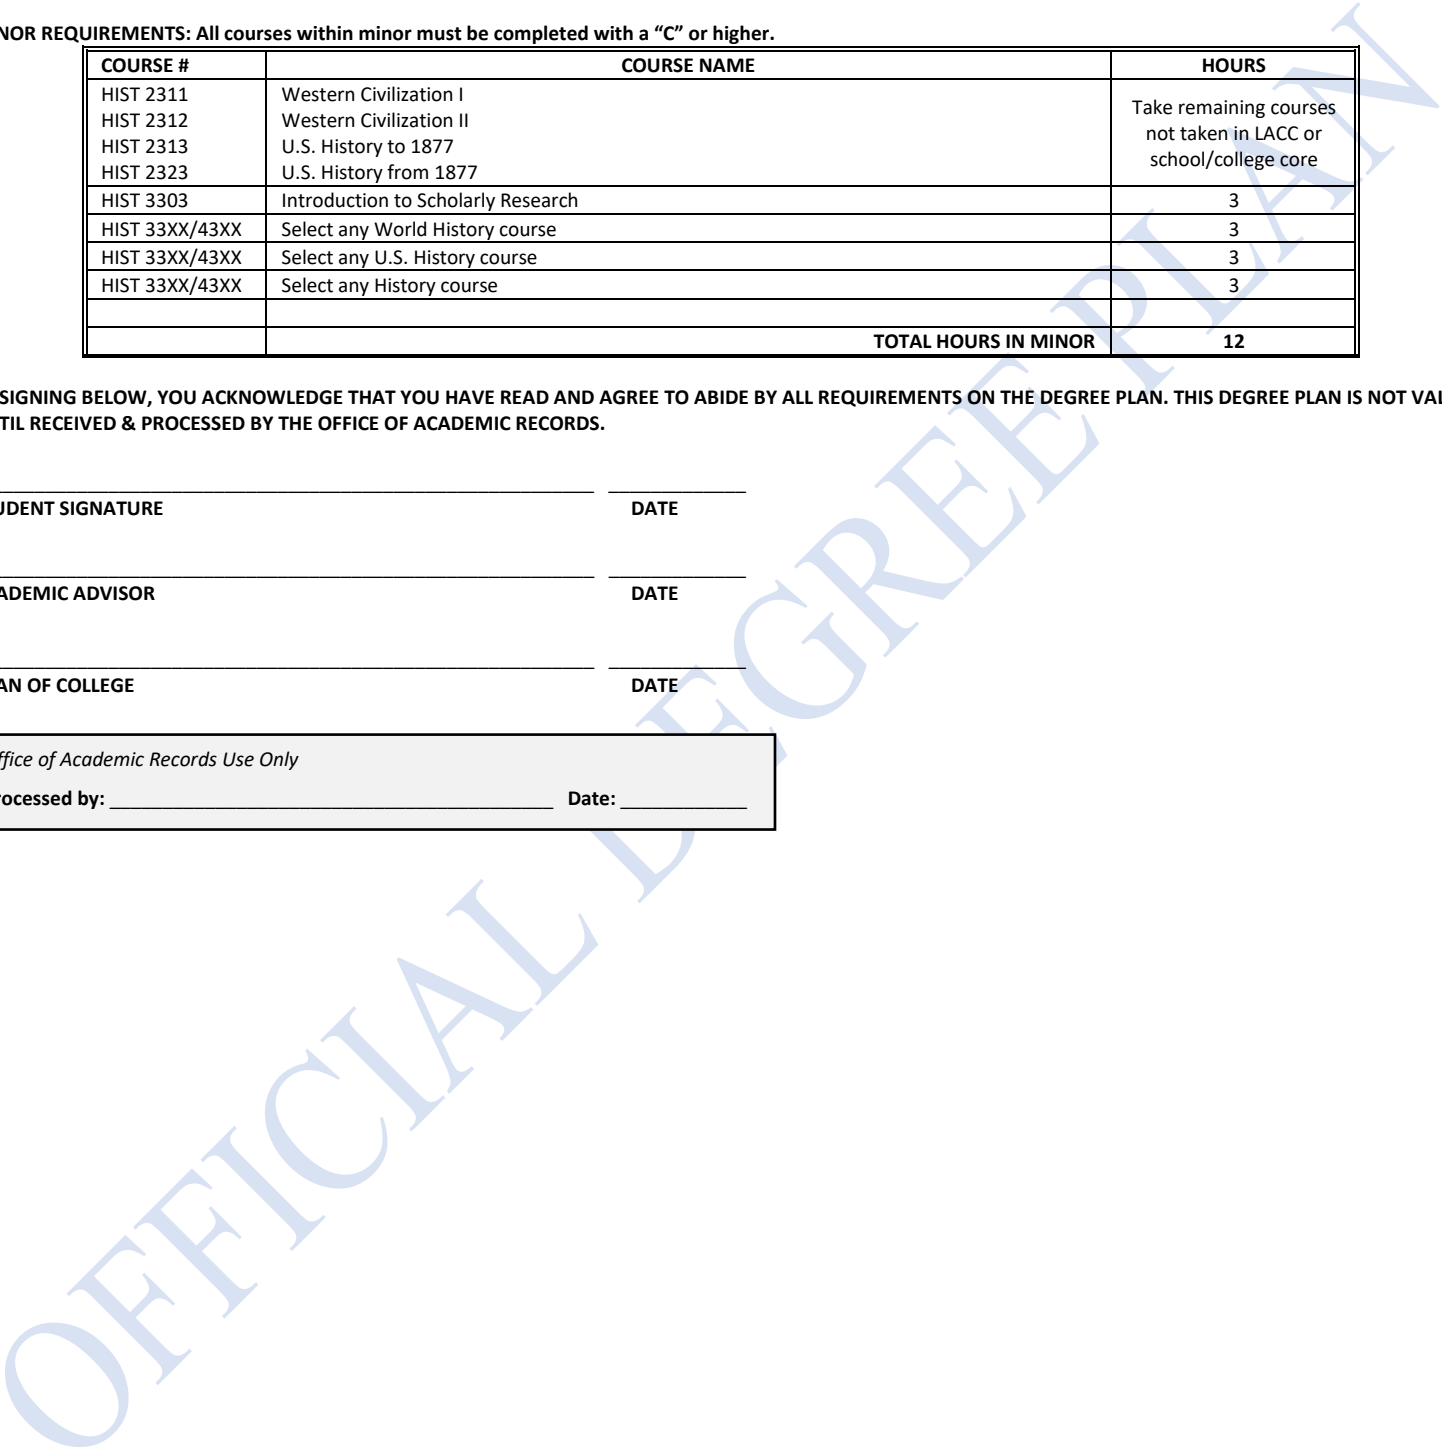 NOR REQUIREMENTS: All courses within minor must be completed with a “C” or higher.
COURSE # COURSE NAME HOURS
HIST 2311 Western Civilization I
HIST 2312 Western Civilization II
HIST 2313 U.S. History to 1877
HIST 2323 U.S. History from 1877
Take remaining courses
not taken in LACC or
school/college core
HIST 3303 Introduction to Scholarly Research 3
HIST 33XX/43XX Select any World History course 3
HIST 33XX/43XX Select any U.S. History course 3
HIST 33XX/43XX Select any History course 3
TOTAL HOURS IN MINOR 12
SIGNING BELOW, YOU ACKNOWLEDGE THAT YOU HAVE READ AND AGREE TO ABIDE BY ALL REQUIREMENTS ON THE DEGREE PLAN. THIS DEGREE PLAN IS NOT VAL
TIL RECEIVED & PROCESSED BY THE OFFICE OF ACADEMIC RECORDS.
UDENT SIGNATURE DATE
ADEMIC ADVISOR DATE
AN OF COLLEGE DATE
ffice of Academic Records Use Only
rocessed by: Date:
OFFICIAL DEGREE PLAN